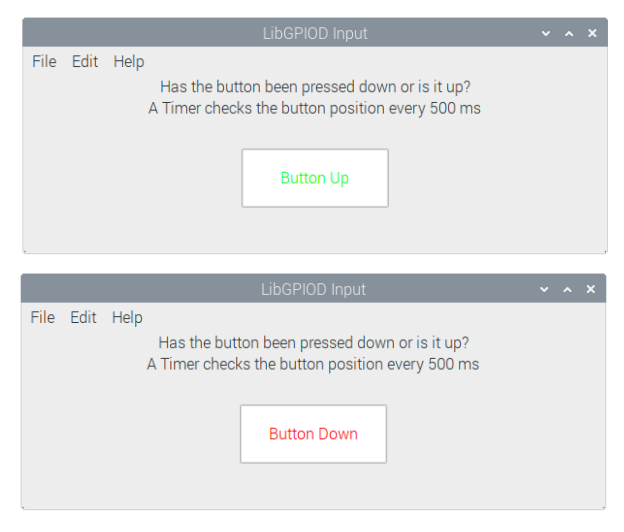 LibGPIOD Input
File Edit Help
Has the button been pressed down or is it up?
A Timer checks the button position every 500 ms
Button Up
LibGPIOD Input
File Edit Help
Has the button been pressed down or is it up?
A Timer checks the button position every 500 ms
Button Down